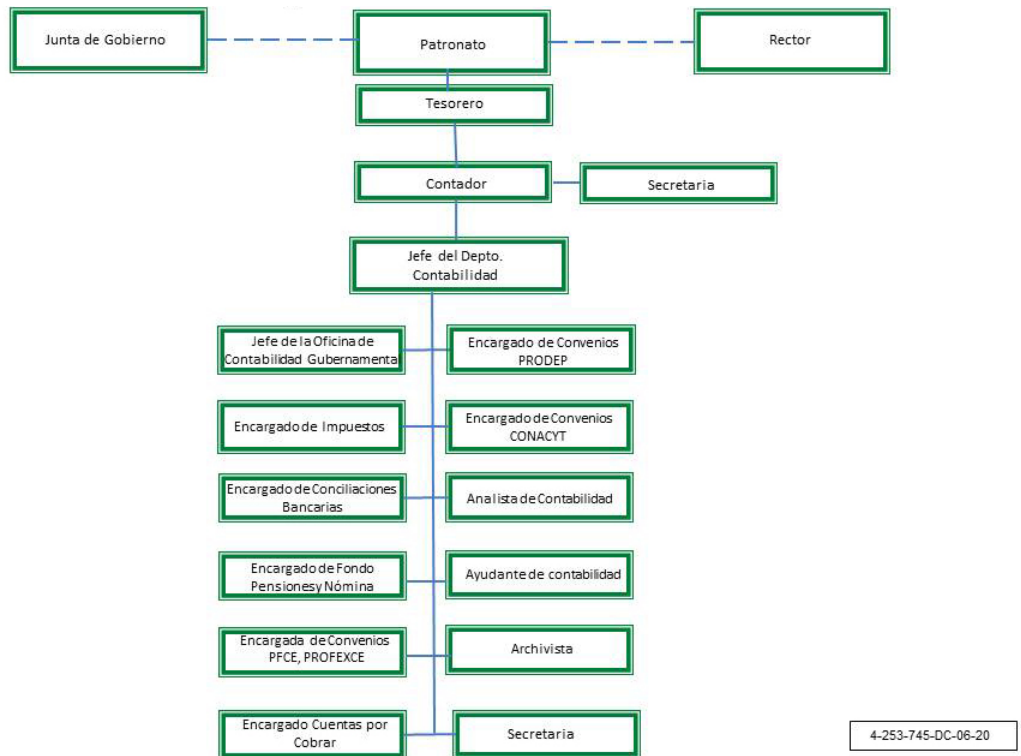 Junta de Gobierno
Patronato
Rector
Tesorero
Contador
Secretaria
Jefe del Depto.
Contabilidad
Jefe de la Oficina de
Contabilidad Gubernamental
Encargado de Convenios
PRODEP
Encargado de Impuestos
Encargado de Convenios
CONACYT
Encargado de Conciliaciones
Bancarias
Analista de Contabilidad
Encargado de Fondo
Pensiones y Nómina
Ayudante de contabilidad
Encargada de Convenios
PFCE, PROFEXCE
Archivista
Encargado Cuentas por
Cobrar
Secretaria
4-253-745-DC-06-20